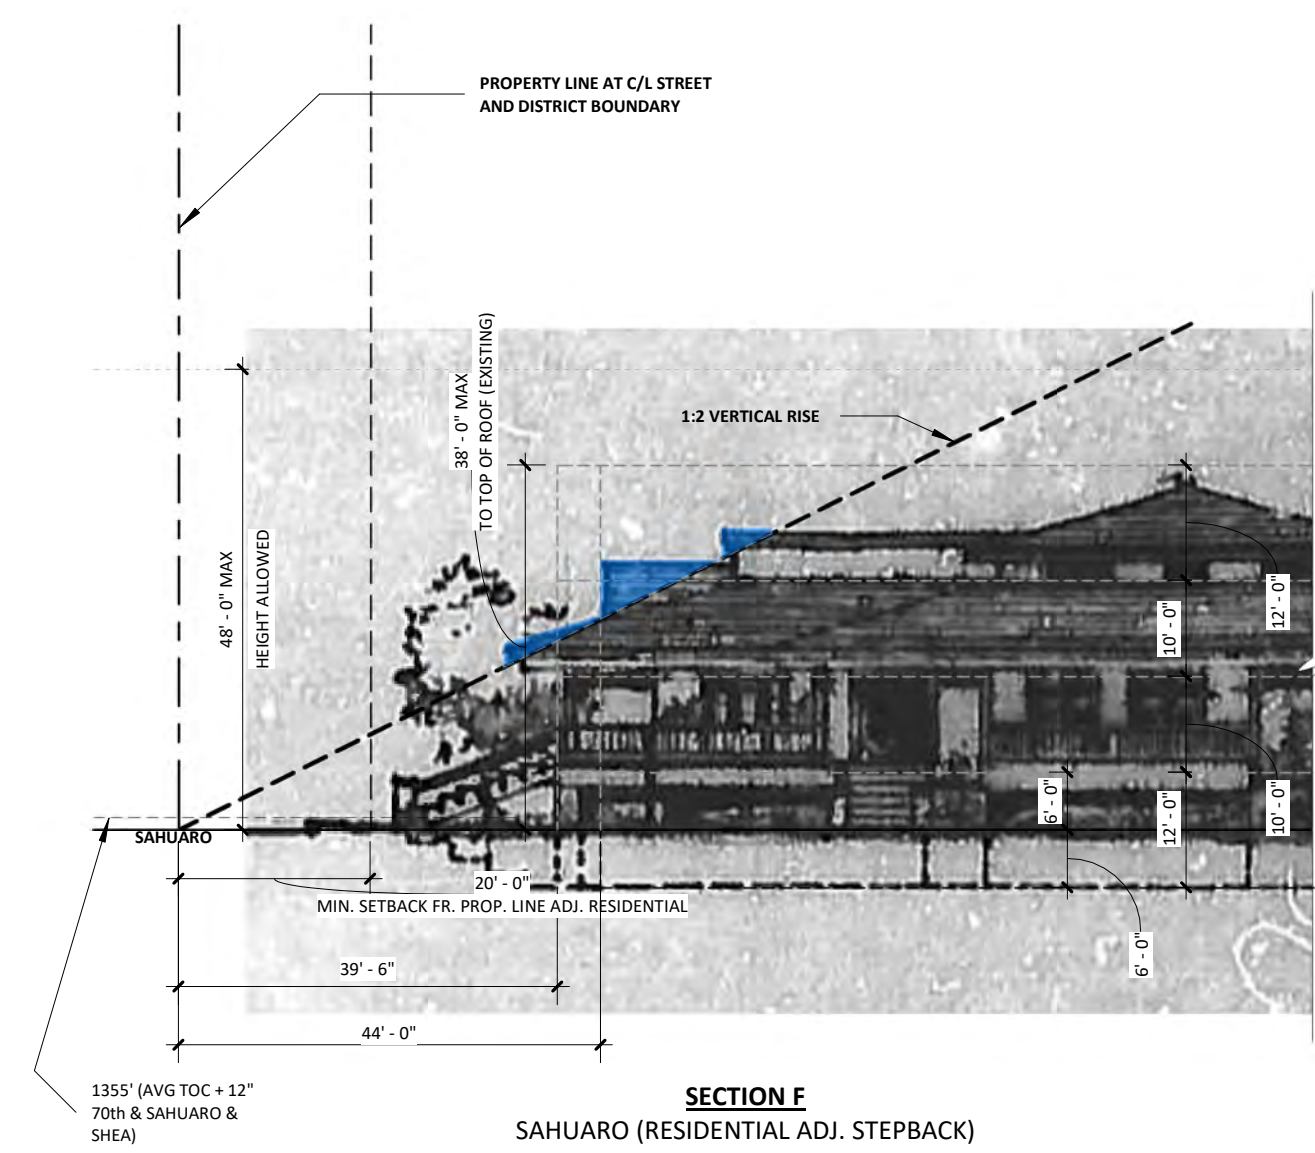 PROPERTY LINE AT C/L STREET
AND DISTRICT BOUNDARY
38' - 0" MAX
TO TOP OF ROOF (EXISTING)
1:2 VERTICAL RISE
48' - 0" MAX
HEIGHT ALLOWED
12' - 0"
10' - 0"
6' - 0"
12' - 0"
10' - 0"
SAHUARO
20' - 0"
MIN. SETBACK FR. PROP. LINE ADJ. RESIDENTIAL
6' - 0"
39' - 6"
44' - 0"
1355' (AVG TOC + 12"
70th & SAHUARO &
SHEA)
SECTION F
SAHUARO (RESIDENTIAL ADJ. STEPBACK)